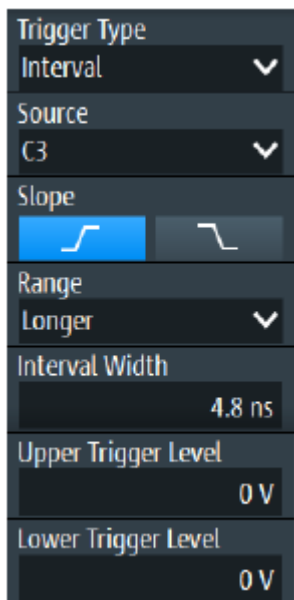 Trigger Type
Interval
Source
C3
Slope
Range
Longer
Interval Width
4.8 ns
Upper Trigger Level
0 V
Lower Trigger Level
0 V